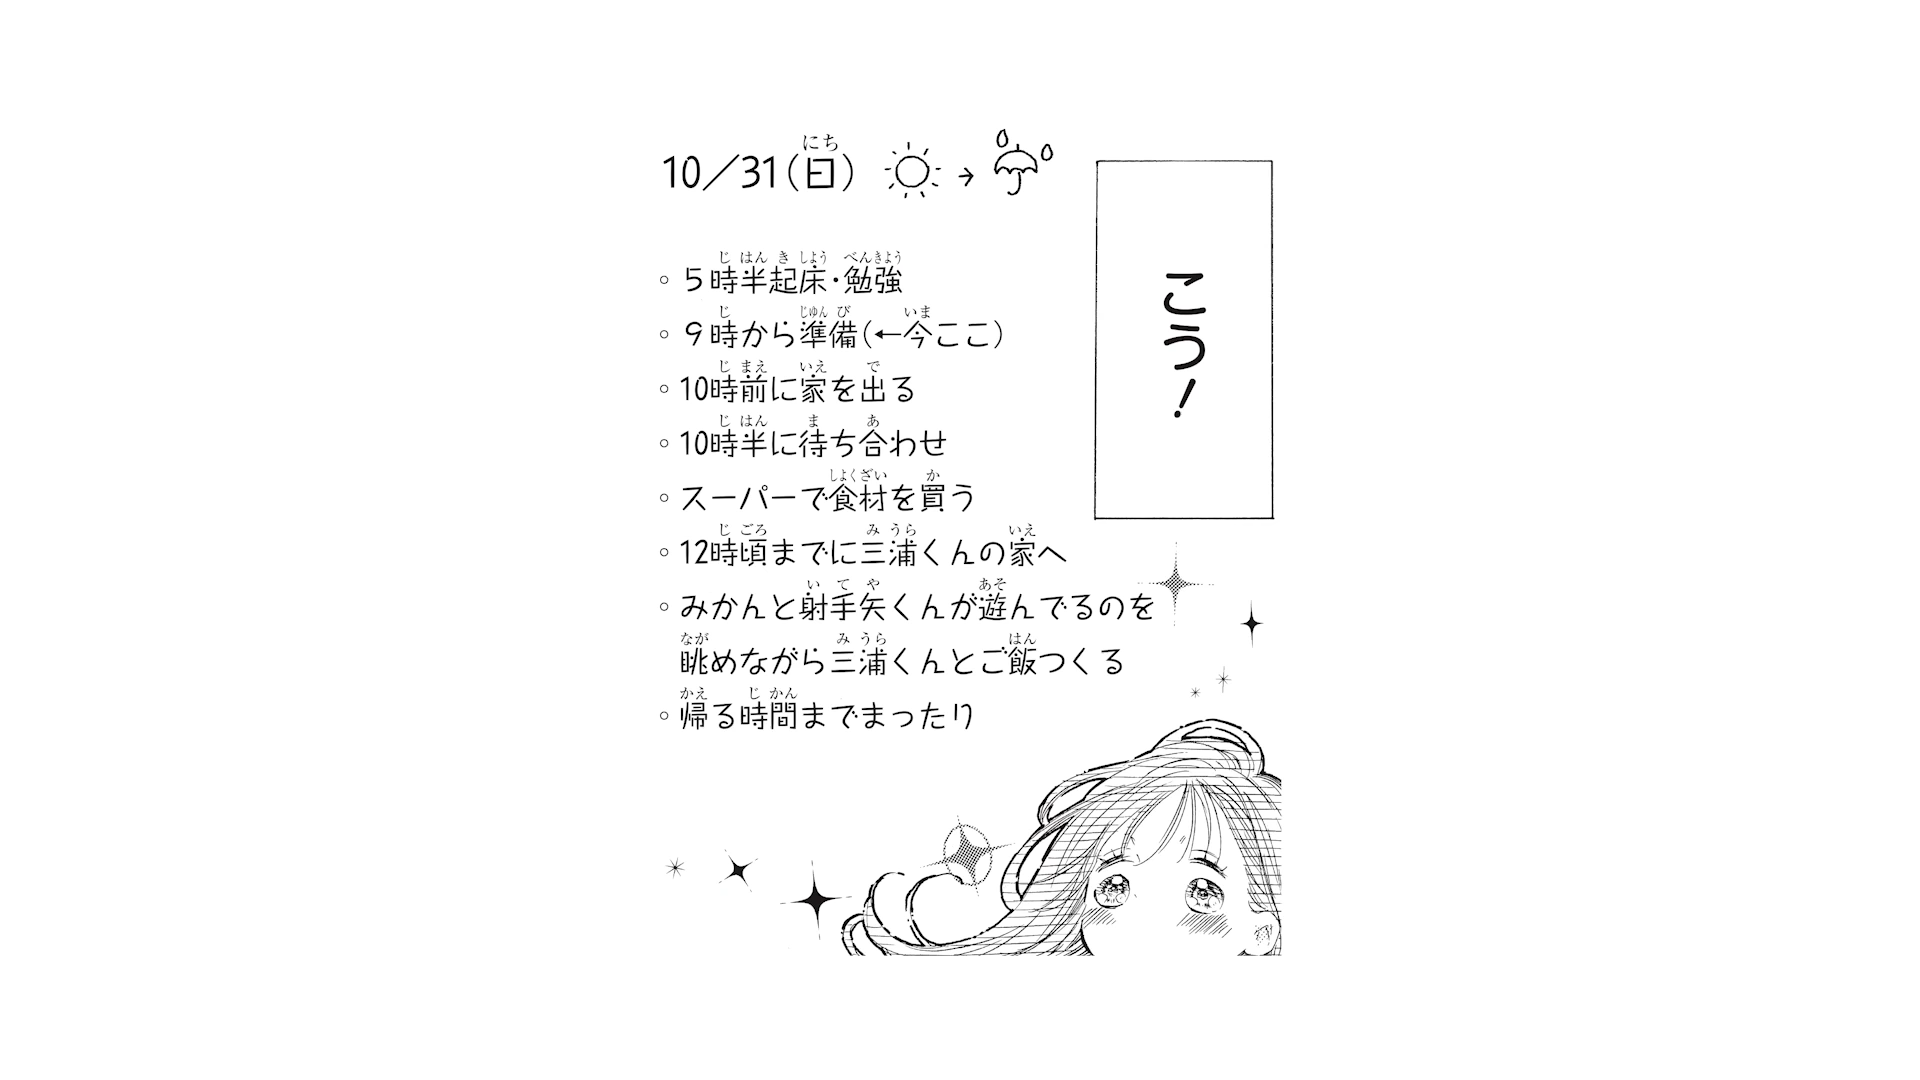 こう!
10/31(日) →
○5時半起床・勉強
○9時から準備(←今ここ)
○10時前に家を出る
○10時半に待ち合わせ
○スーパーで食材を買う
○12時頃までに三浦くんの家へ
○みかんと射手矢くんが遊んでるのを
眺めながら三浦くんとご飯つくる
○帰る時間までまったり